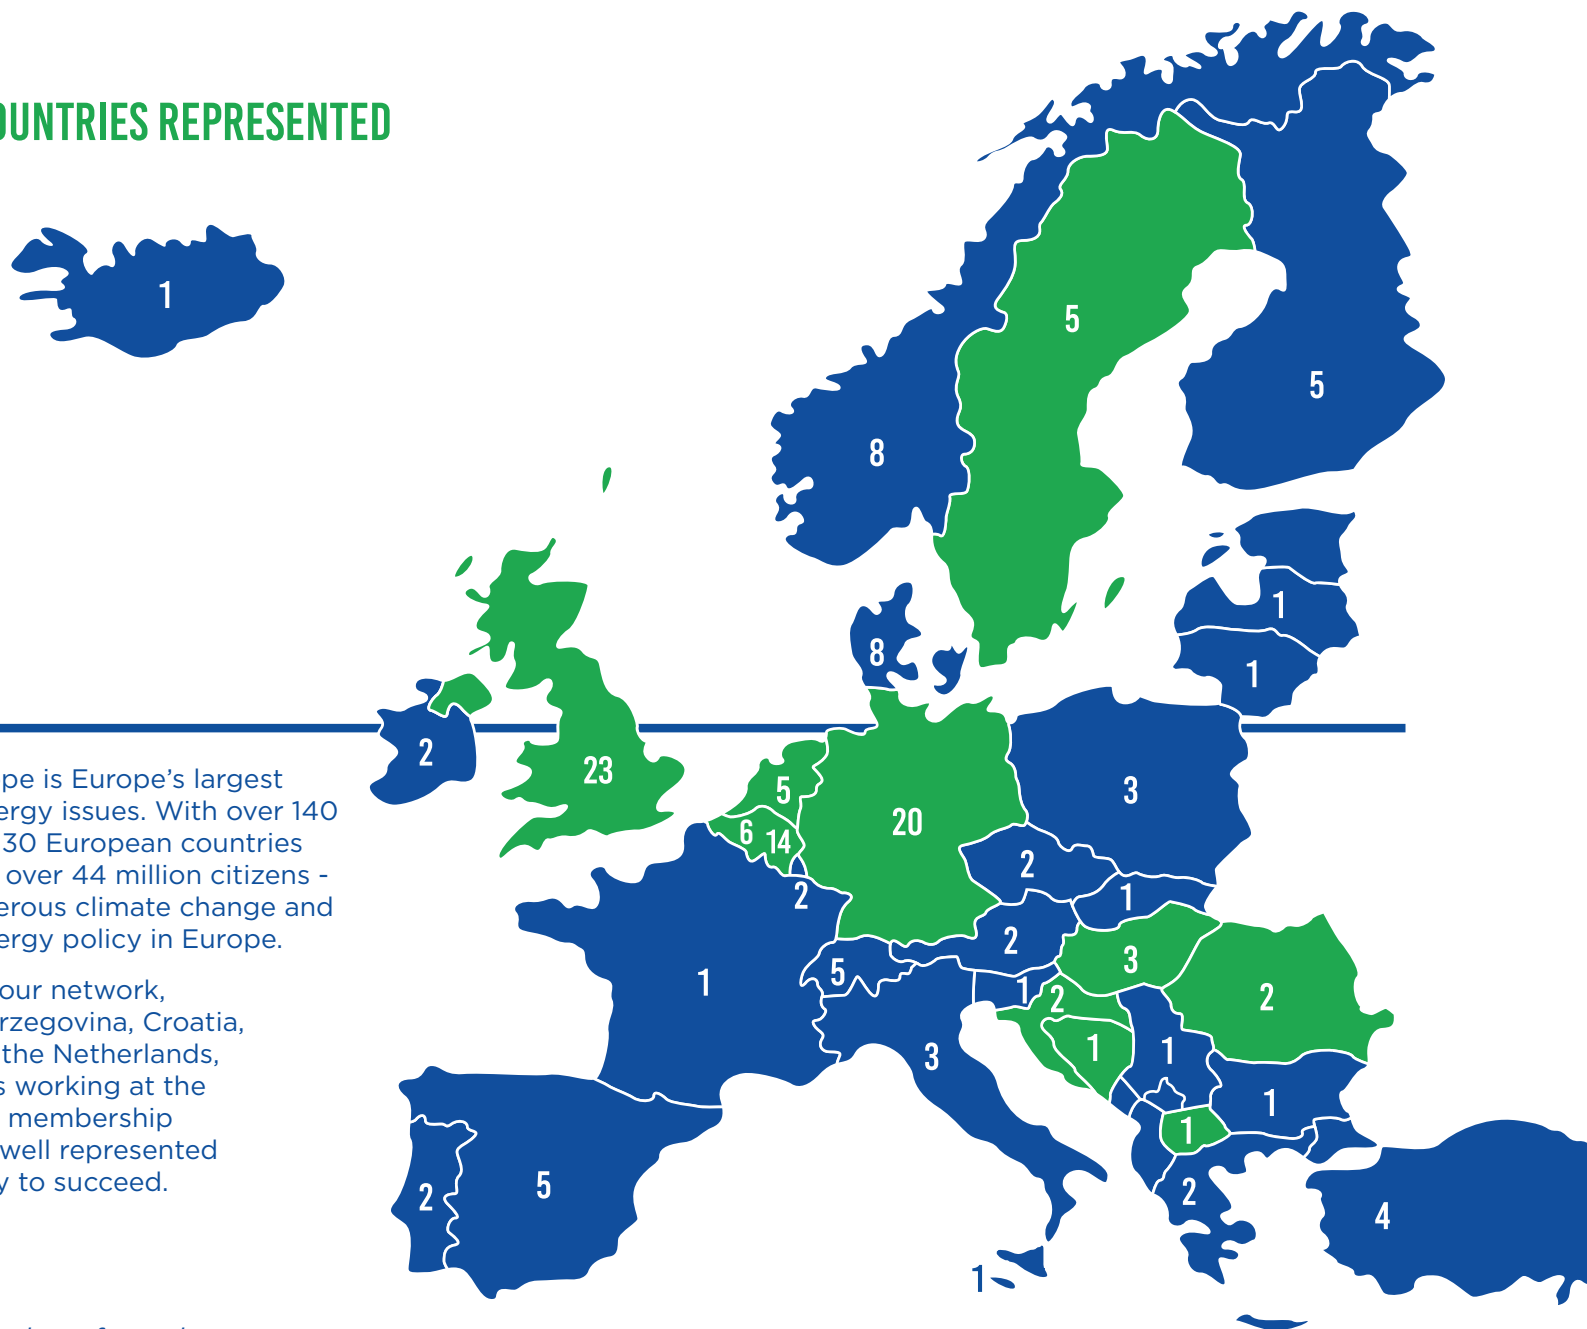 OUNTRIES REPRESENTED
1
5
5
8
8
1
1
2
23
5
6 14
20
3
2
2
1
2
5
1
3
1
2
2
3
1
1
2
1
1
2
5
2
4
1
pe is Europe's largest
ergy issues. With over 140
30 European countries
over 44 million citizens -
erous climate change and
ergy policy in Europe.
our network,
rzegovina, Croatia,
the Netherlands,
s working at the
membership
well represented
y to succeed.